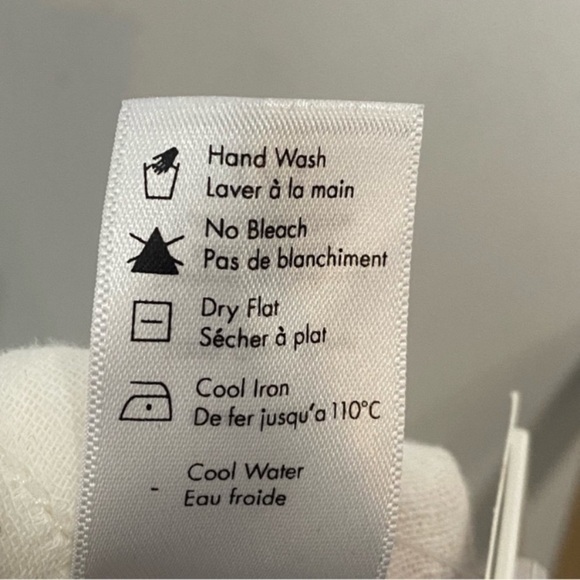 Hand Wash
Laver à la main
No Bleach
Pas de blanchiment
Dry Flat
Sécher à plat
Cool Iron
De fer jusqu'a 110°C
Cool Water
- Eau froide